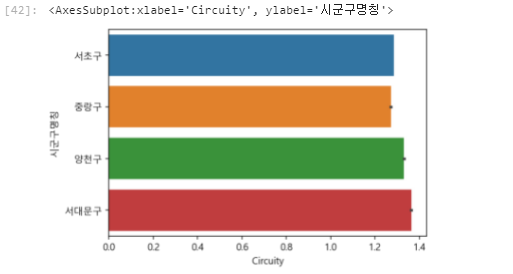 [42]: <AxesSubplot:xlabel='Circuity', ylabel='시군구명칭'>
서초구
중랑구
양천구
서대문구
시군구명칭
0.0 0.2 0.4 0.6 0.8 1.0 1.2 1.4
Circuity